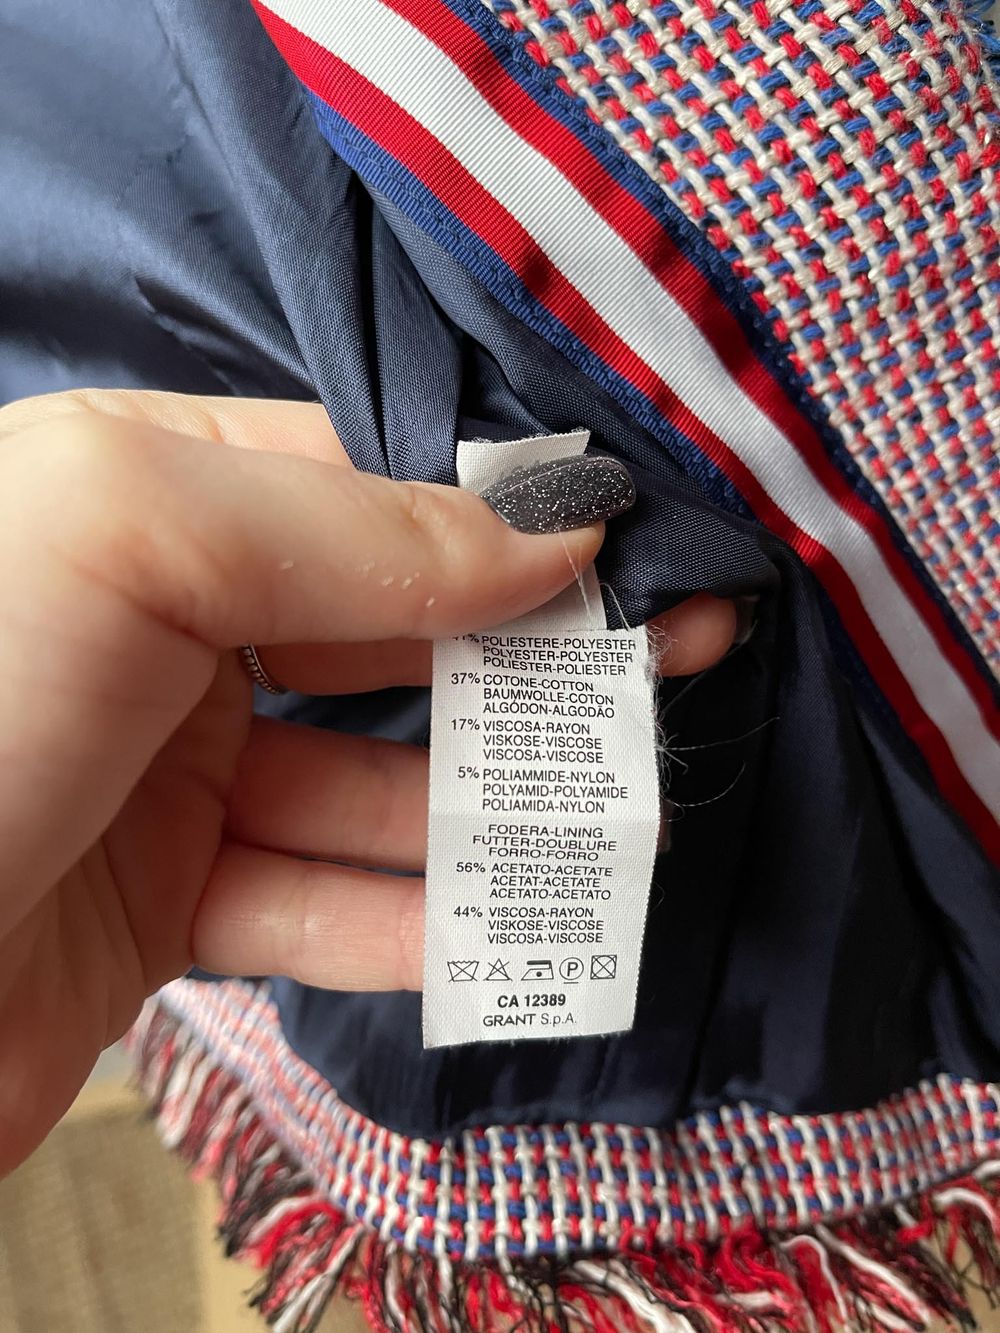 41% POLIESTERE-POLYESTER
POLYESTER-POLYESTER
POLIESTER-POLIESTER
37% COTONE-COTTON
BAUMWOLLE-COTON
ALGÓDON-ALGODÃO
17% VISCOSA-RAYON
VISKOSE-VISCOSE
VISCOSA-VISCOSE
5% POLIAMMIDE-NYLON
POLYAMID-POLYAMIDE
POLIAMIDA-NYLON
FODERA-LINING
FUTTER-DOUBLURE
FORRO-FORRO
56% ACETATO-ACETATE
ACETAT-ACETATE
ACETATO-ACETATO
44% VISCOSA-RAYON
VISKOSE-VISCOSE
VISCOSA-VISCOSE
P
CA 12389
GRANT S.p.A.